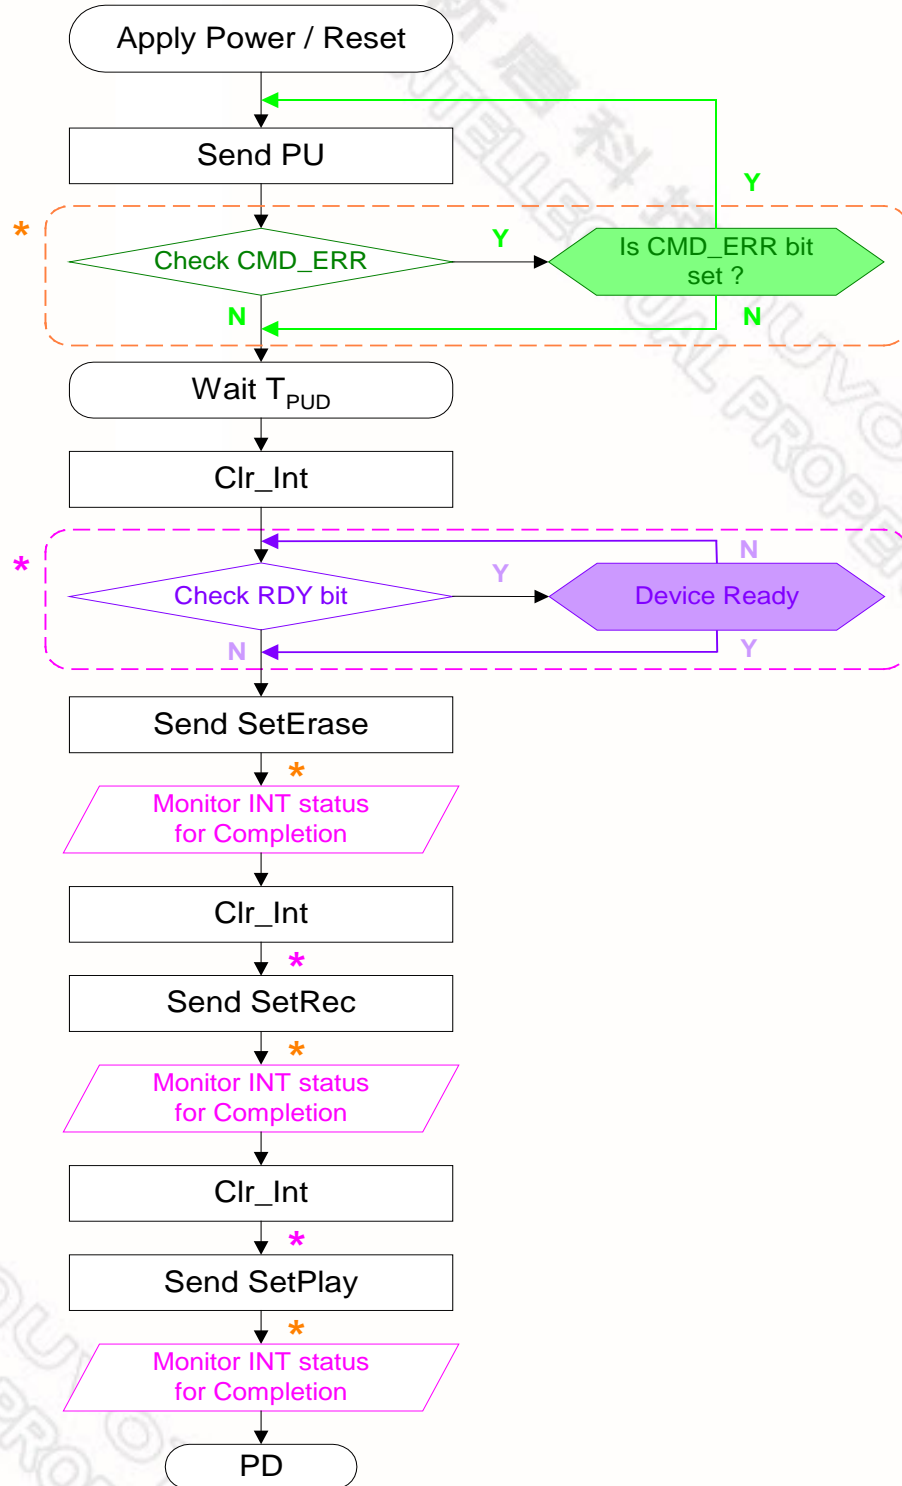 Apply Power / Reset
Send PU
Y
*
Check CMD_ERR
Y
Is CMD_ERR bit
set ?
N
N
Wait T_PUD
Clr_Int
*
N
Check RDY bit
Y
Device Ready
N
Y
Send SetErase
*
Monitor INT status
for Completion
Clr_Int
*
Send SetRec
*
Monitor INT status
for Completion
Clr_Int
*
Send SetPlay
*
Monitor INT status
for Completion
PD